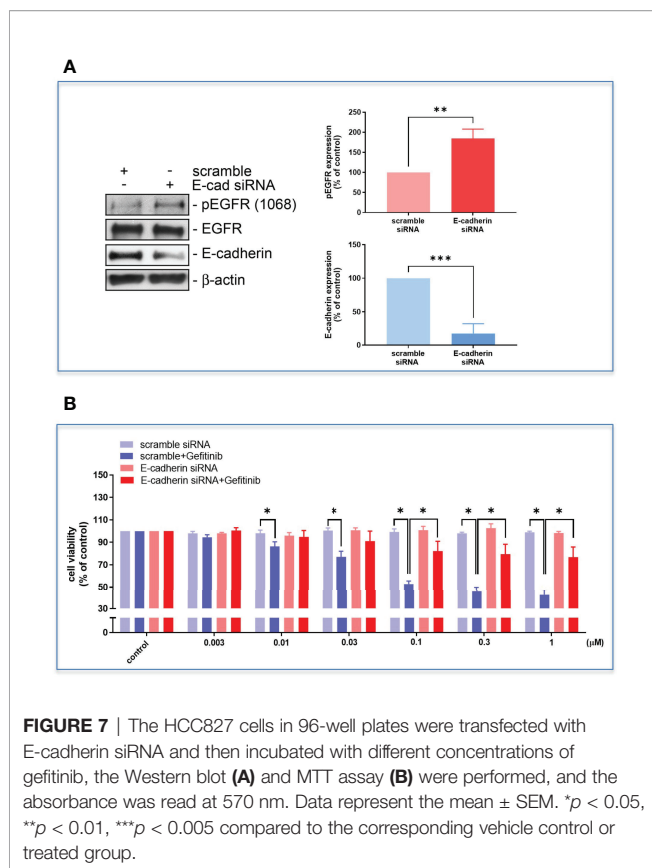 A
+ - scramble
- + E-cad siRNA
- pEGFR (1068)
- EGFR
- E-cadherin
- β-actin
pEGFR expression
(% of control)
250
200
150
100
50
0
**
scramble
siRNA
E-cadherin
siRNA
E-cadherin expression
(% of control)
150
100
50
0
***
scramble
siRNA
E-cadherin
siRNA
B
scramble siRNA
scramble+Gefitinib
E-cadherin siRNA
E-cadherin siRNA+Gefitinib
cell viability
(% of control)
150
130
110
90
70
50
30
0
* * * * * * * *
control 0.003 0.01 0.03 0.1 0.3 1 (μM)
FIGURE 7 | The HCC827 cells in 96-well plates were transfected with
E-cadherin siRNA and then incubated with different concentrations of
gefitinib, the Western blot (A) and MTT assay (B) were performed, and the
absorbance was read at 570 nm. Data represent the mean ± SEM. *p < 0.05,
**p < 0.01, ***p < 0.005 compared to the corresponding vehicle control or
treated group.